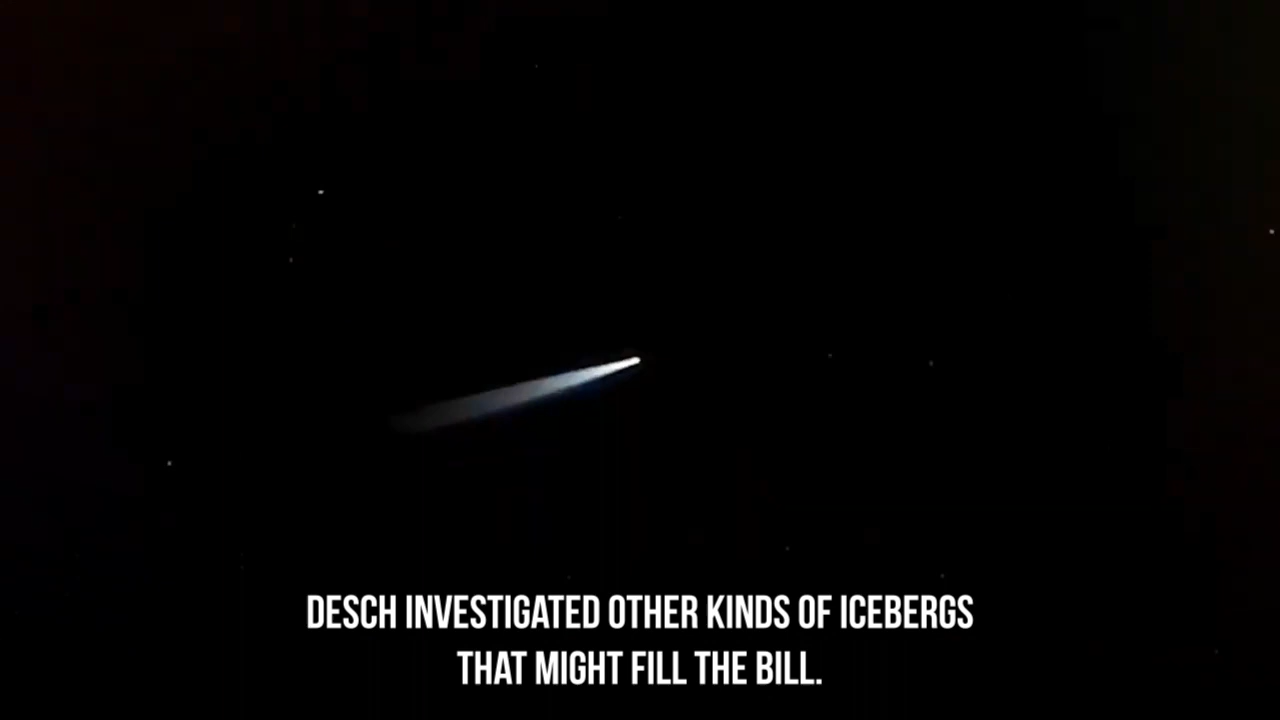 DESCH INVESTIGATED OTHER KINDS OF ICEBERGS
THAT MIGHT FILL THE BILL.